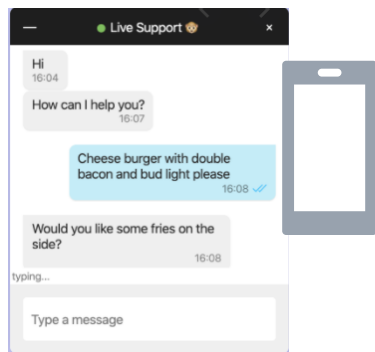 Live Support
Hi
16:04
How can I help you?
16:07
Cheese burger with double
bacon and bud light please
16:08
Would you like some fries on the
side?
16:08
typing...
Type a message